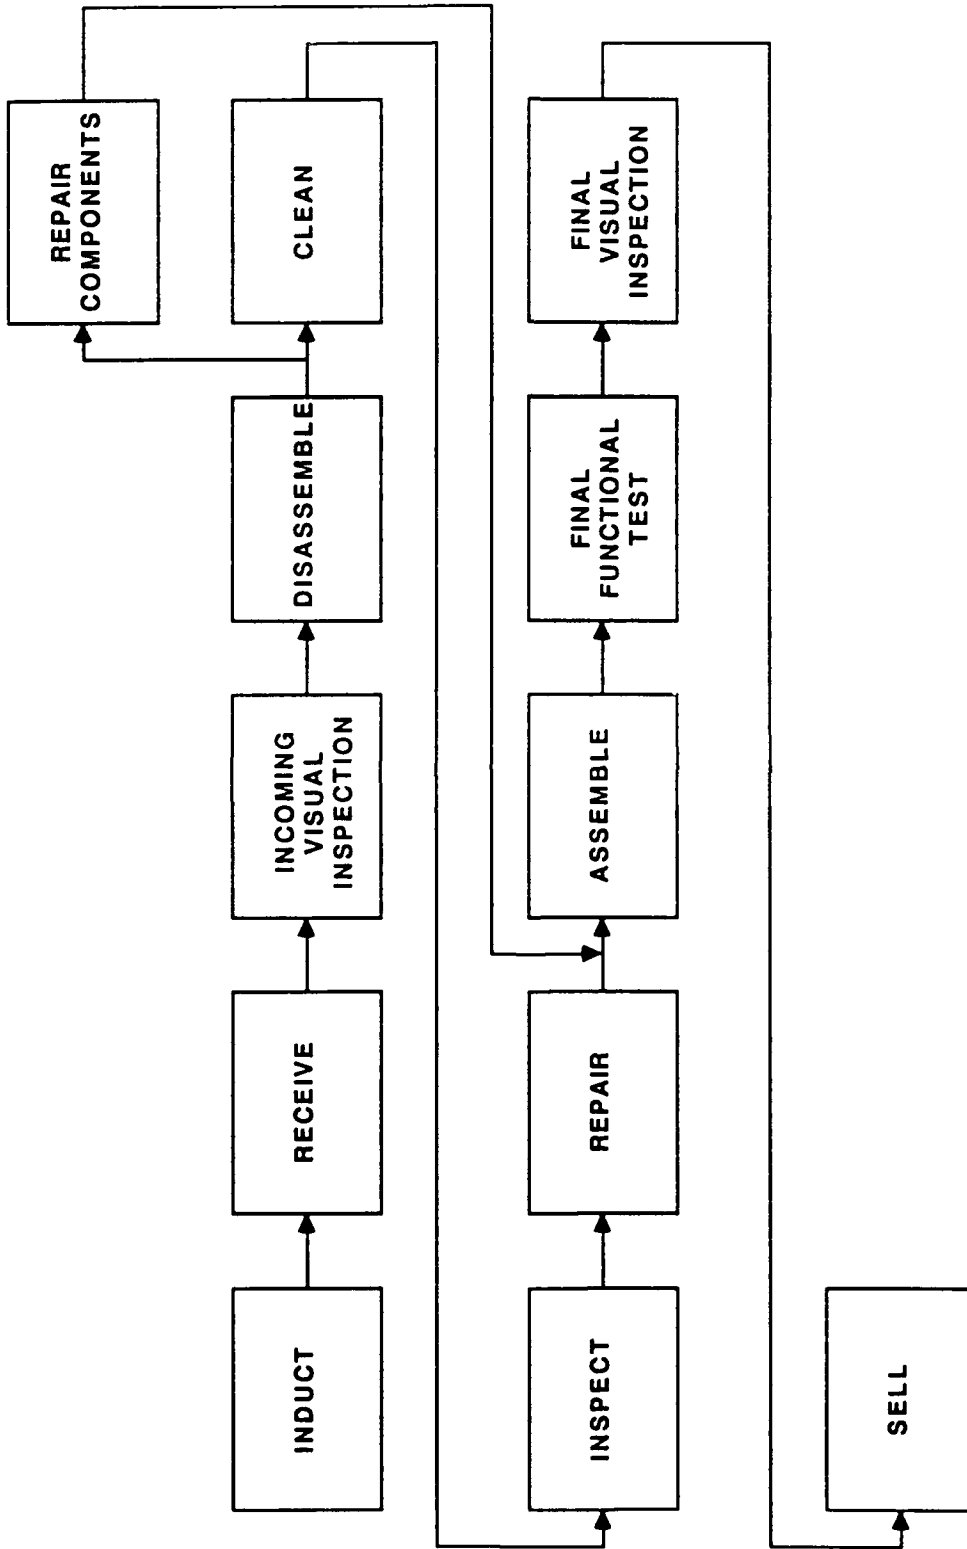 REPAIR
COMPONENTS
INDUCT
RECEIVE
INCOMING
VISUAL
INSPECTION
DISASSEMBLE
CLEAN
INSPECT
REPAIR
ASSEMBLE
FINAL
FUNCTIONAL
TEST
FINAL
VISUAL
INSPECTION
SELL